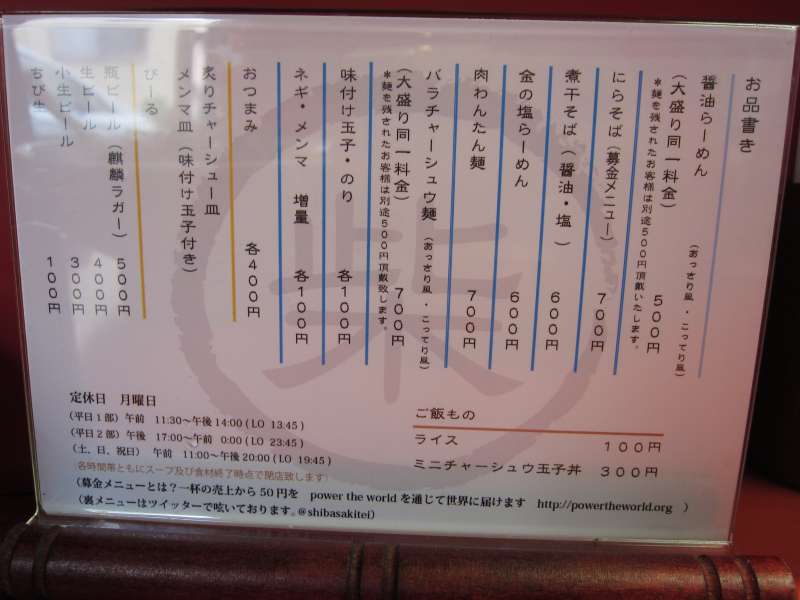 お品書き
醤油らーめん (あっさり風・こってり風)
(大盛り同一料金) 500円
*麺を残されたお客様は別途500円頂戴いたします。
にらそば(募金メニュー) 700円
煮干そば(醤油・塩) 600円
金の塩らーめん 600円
肉わんたん麺 700円
バラチャーシュウ麺 (あっさり風・こってり風)
(大盛り同一料金) 700円
*麺を残されたお客様は別途500円頂戴致します。
味付け玉子・のり 各100円
ネギ・メンマ 増量 各100円
おつまみ 各400円
炙りチャーシュー皿
メンマ皿(味付け玉子付き)
びーる
瓶ビール(麒麟ラガー) 500円
生ビール 400円
小生ビール 300円
ちび生 100円
柴
定休日 月曜日
(平日1部)午前 11:30~午後14:00(LO 13:45)
(平日2部)午後 17:00~午前 0:00(LO 23:45)
(土、日、祝日) 午前 11:00~午後20:00(LO 19:45)
(各時間帯ともにスープ及び食材終了時点で閉店致します)
ご飯もの
ライス 100円
ミニチャーシュウ玉子丼 300円
(募金メニューとは?一杯の売上から50円を power the world を通じて世界に届けます http://powertheworld.org )
(裏メニューはツイッターで呟いております。@shibasakitei)